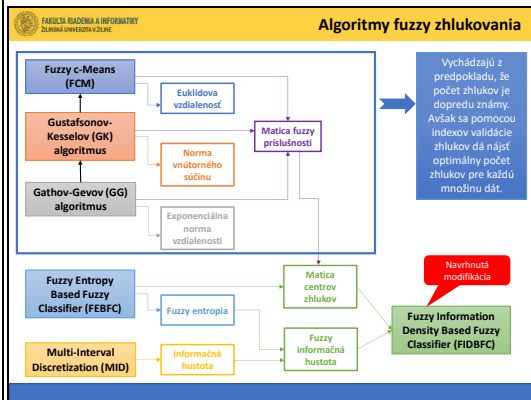 FAKULTA RIADENIA A INFORMATIKY
ŽILINSKÁ UNIVERZITA V ŽILINE
Algoritmy fuzzy zhlukovania
Fuzzy c-Means
(FCM)
Euklidova
vzdialenosť
Gustafsonov-
Kesselov (GK)
algoritmus
Norma
vnútorného
súčinu
Matica fuzzy
príslušnosti
Gathov-Gevov (GG)
algoritmus
Exponenciálna
norma
vzdialenosti
Vychádzajú z
predpokladu, že
počet zhlukov je
dopredu známy.
Avšak sa pomocou
indexov validácie
zhlukov dá nájsť
optimálny počet
zhlukov pre každú
množinu dát.
Fuzzy Entropy
Based Fuzzy
Classifier (FEBFC)
Fuzzy entropia
Matica
centrov
zhlukov
Navrhnutá
modifikácia
Fuzzy Information
Density Based Fuzzy
Classifier (FIDBFC)
Multi-Interval
Discretization (MID)
Informačná
hustota
Fuzzy
informačná
hustota